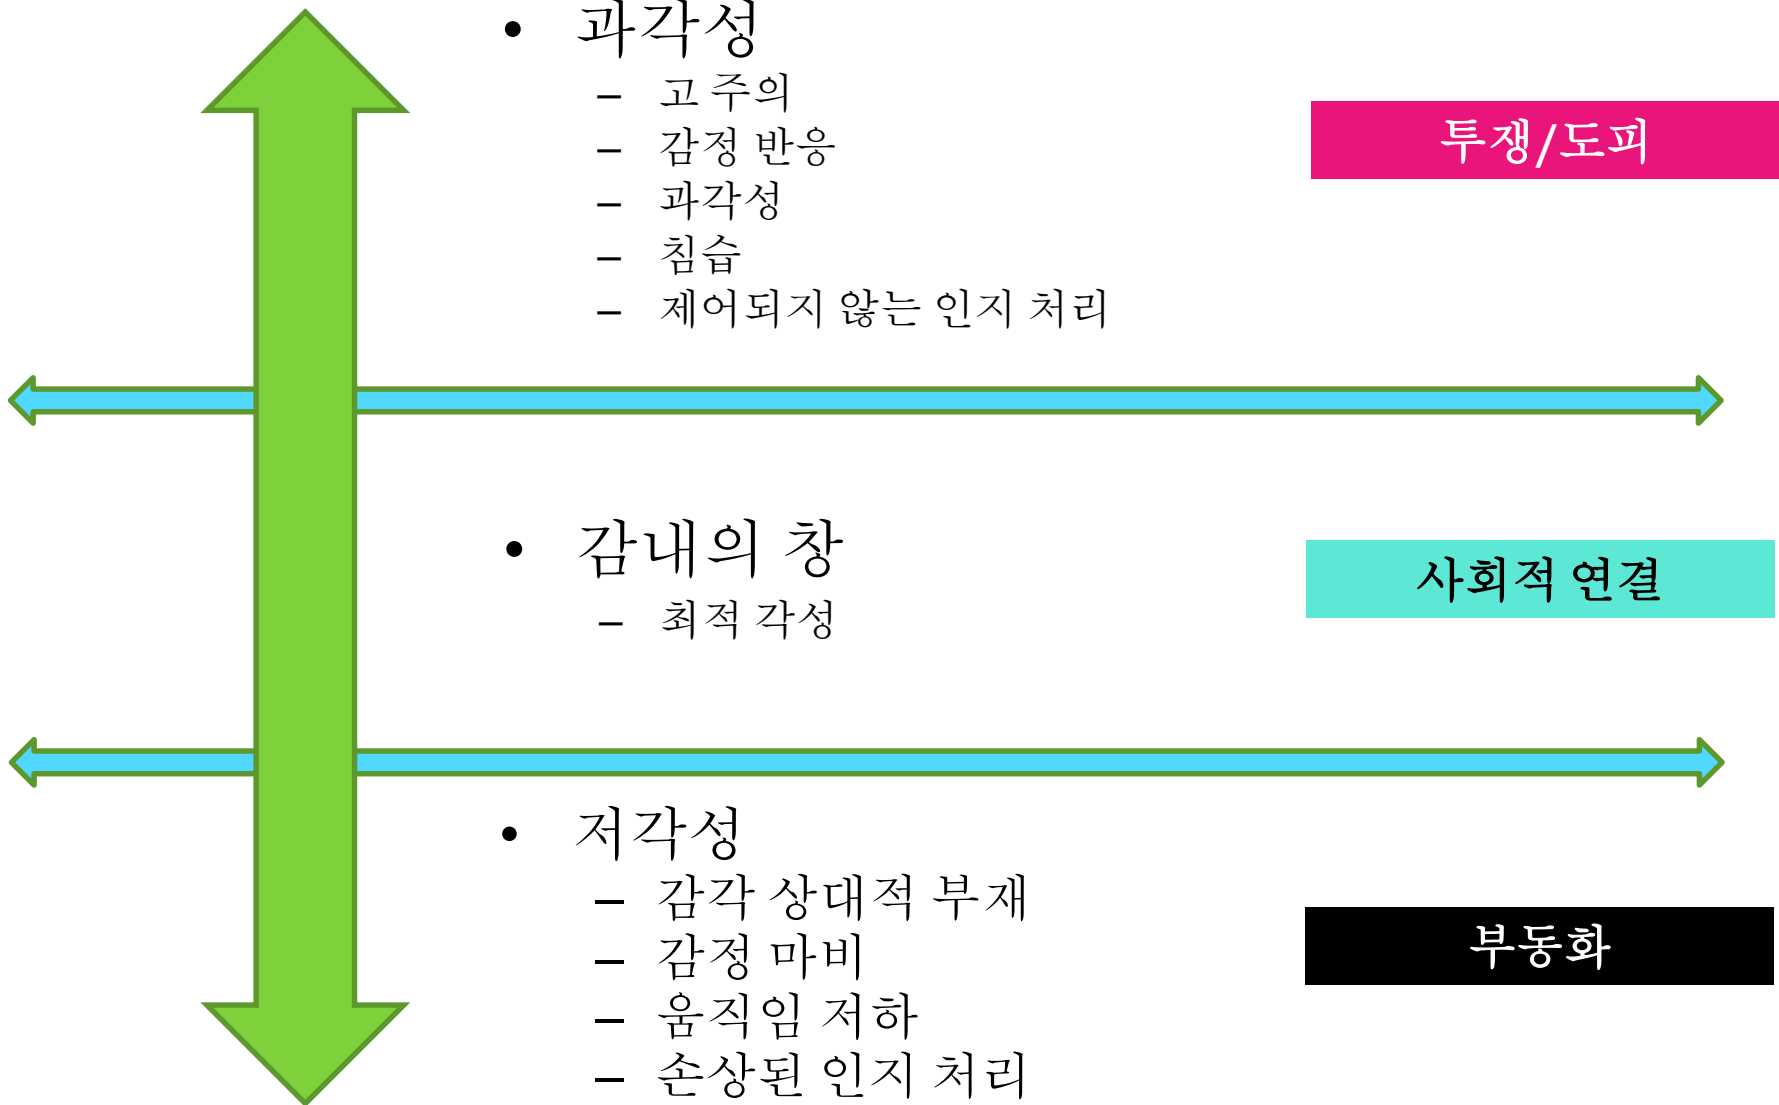 • 과각성
– 고 주의
– 감정 반응
– 과각성
– 침습
– 제어되지 않는 인지 처리
투쟁/도피
• 감내의 창
– 최적 각성
사회적 연결
• 저각성
– 감각 상대적 부재
– 감정 마비
– 움직임 저하
– 손상된 인지 처리
부동화